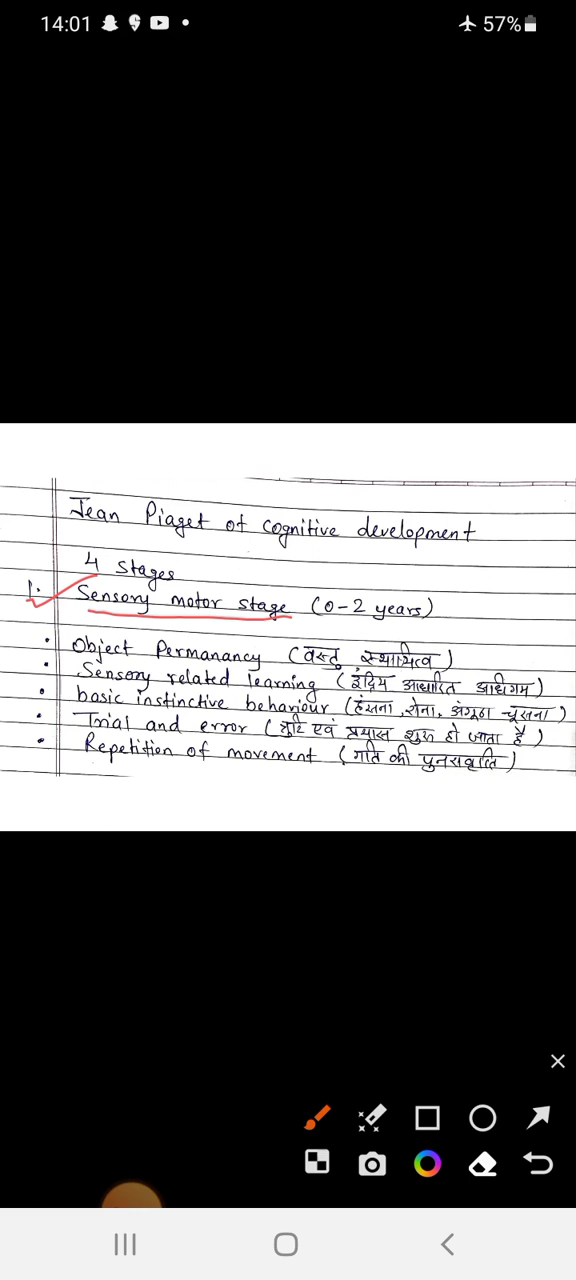 14:01
57%
Jean Piaget of cognitive development
4 stages
1. Sensory motor stage (0-2 years)
• Object Permanancy (वस्तु स्थायित्व)
• Sensory related learning (इंद्रिय आधारित अधिगम)
• basic instinctive behaviour (हंसना, रोना, अंगूठा चूसना)
• Trial and error (त्रुटि एवं प्रयास शुरू हो जाता है)
• Repetition of movement (गति की पुनरावृत्ति)